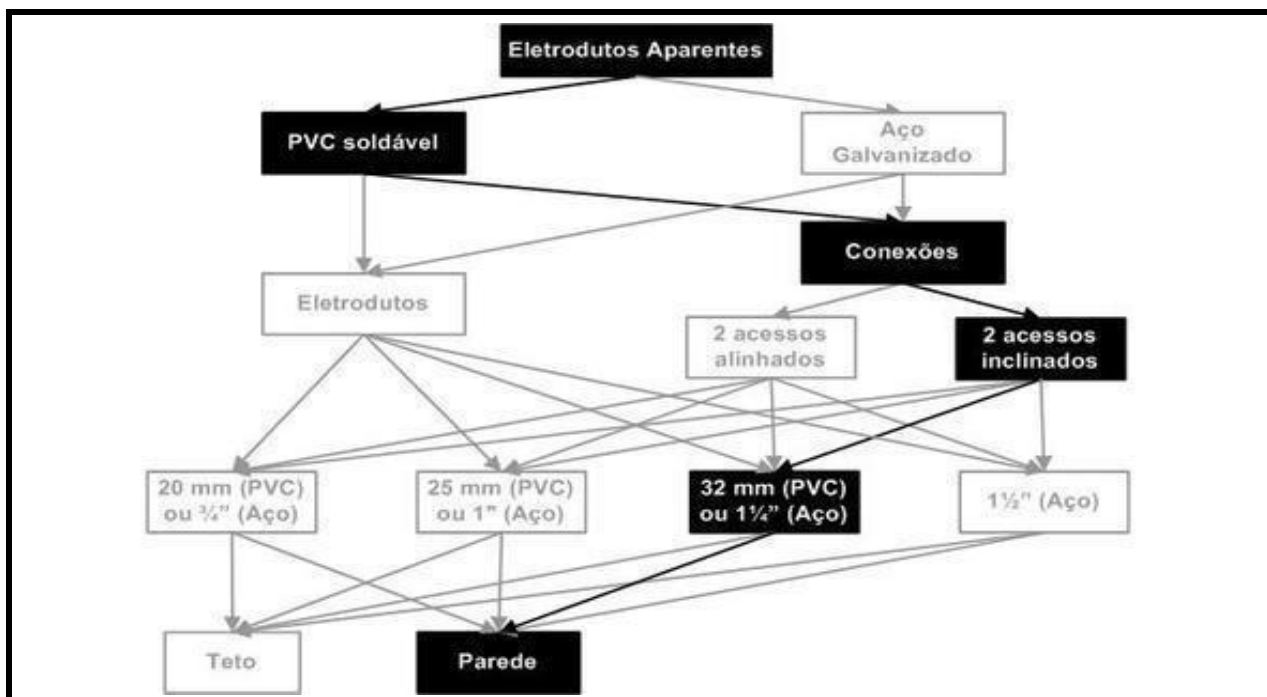 Eletrodutos Aparentes
PVC soldável
Aço
Galvanizado
Conexões
Eletrodutos
2 acessos
alinhados
2 acessos
inclinados
20 mm (PVC)
ou ¾” (Aço)
25 mm (PVC)
ou 1" (Aço)
32 mm (PVC)
ou 1¼” (Aço)
1½” (Aço)
Teto
Parede